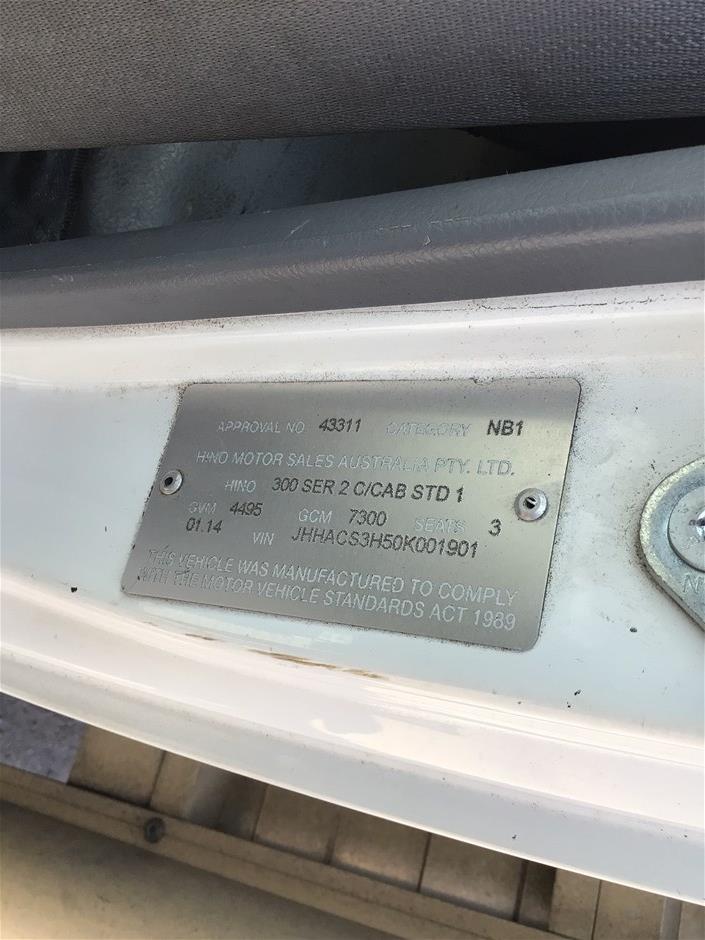 APPROVAL NO 43311 CATEGORY NB1
HINO MOTOR SALES AUSTRALIA PTY. LTD.
HINO 300 SER 2 C/CAB STD 1
GVM 4495 GCM 7300 SEATS 3
01.14 VIN JHHACS3H50K001901
THIS VEHICLE WAS MANUFACTURED TO COMPLY
WITH THE MOTOR VEHICLE STANDARDS ACT 1989